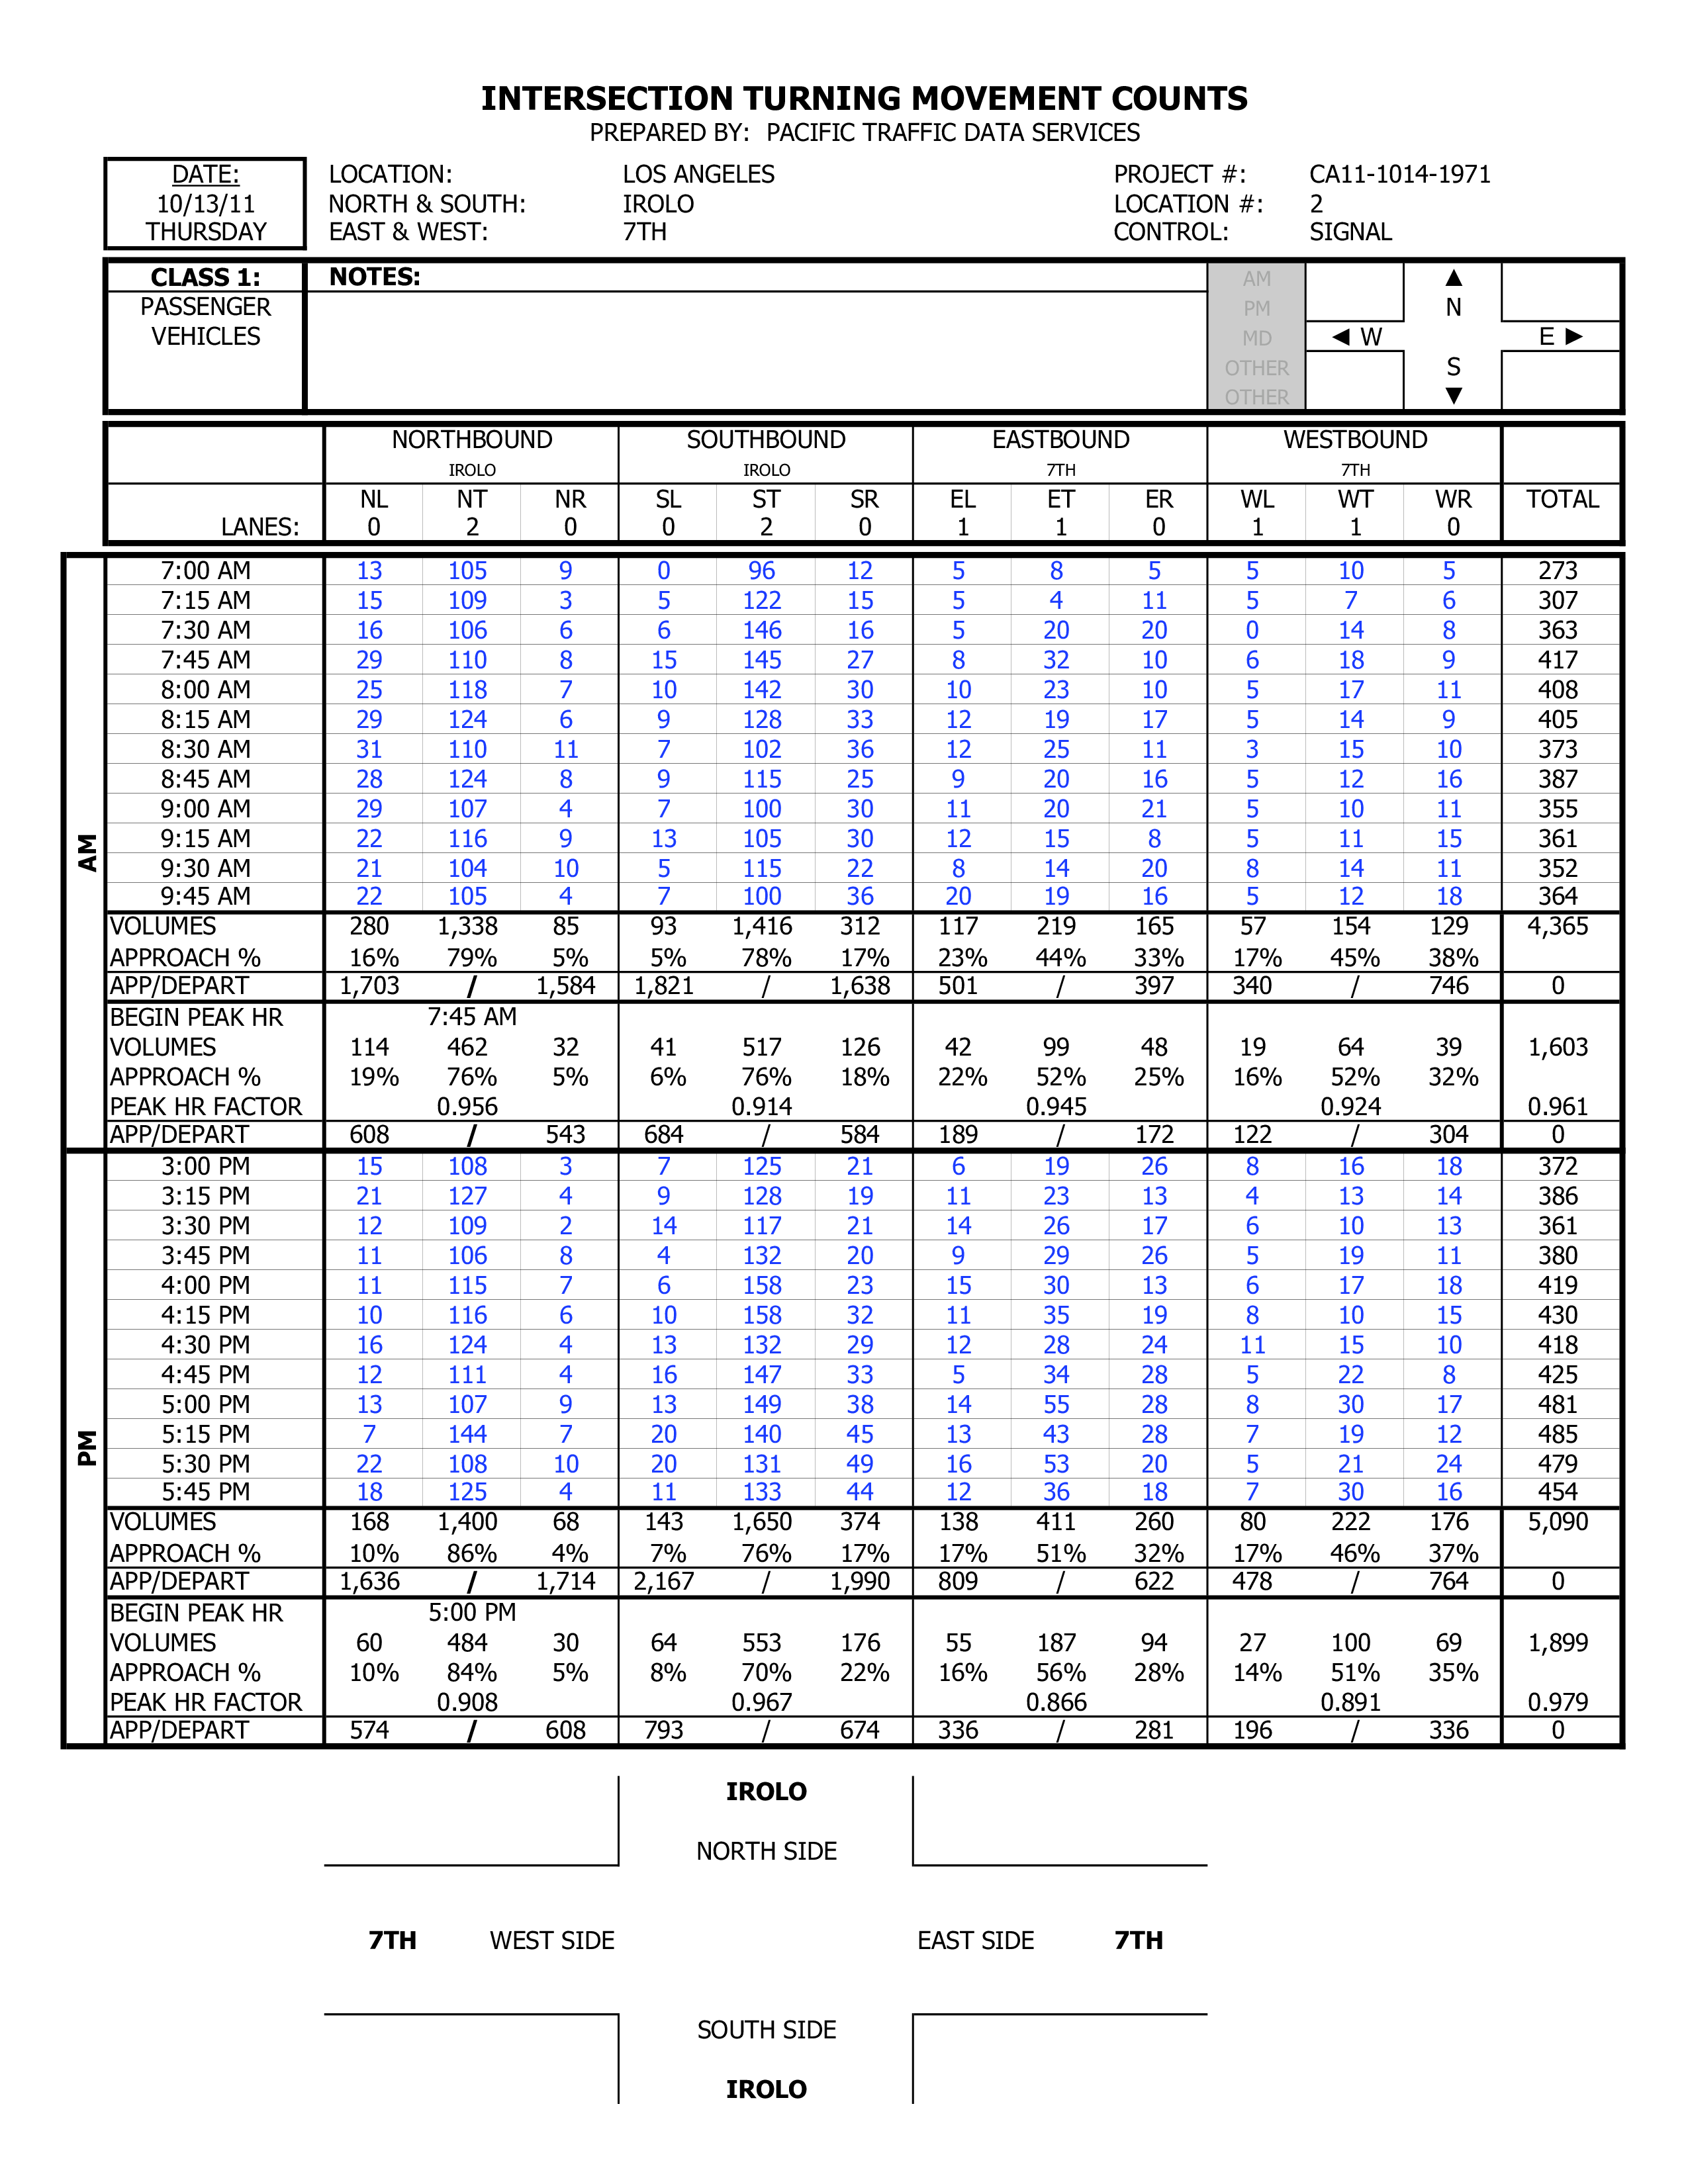 INTERSECTION TURNING MOVEMENT COUNTS
PREPARED BY: PACIFIC TRAFFIC DATA SERVICES
DATE: LOCATION: LOS ANGELES PROJECT #: CA11-1014-1971
10/13/11 NORTH & SOUTH: IROLO LOCATION #: 2
THURSDAY EAST & WEST: 7TH CONTROL: SIGNAL
CLASS 1: NOTES: AM ▲
PASSENGER PM N
VEHICLES MD ◄ W E ►
OTHER S
OTHER ▼
NORTHBOUND SOUTHBOUND EASTBOUND WESTBOUND
IROLO IROLO 7TH 7TH
NL NT NR SL ST SR EL ET ER WL WT WR TOTAL
LANES: 0 2 0 0 2 0 1 1 0 1 1 0
AM
7:00 AM 13 105 9 0 96 12 5 8 5 5 10 5 273
7:15 AM 15 109 3 5 122 15 5 4 11 5 7 6 307
7:30 AM 16 106 6 6 146 16 5 20 20 0 14 8 363
7:45 AM 29 110 8 15 145 27 8 32 10 6 18 9 417
8:00 AM 25 118 7 10 142 30 10 23 10 5 17 11 408
8:15 AM 29 124 6 9 128 33 12 19 17 5 14 9 405
8:30 AM 31 110 11 7 102 36 12 25 11 3 15 10 373
8:45 AM 28 124 8 9 115 25 9 20 16 5 12 16 387
9:00 AM 29 107 4 7 100 30 11 20 21 5 10 11 355
9:15 AM 22 116 9 13 105 30 12 15 8 5 11 15 361
9:30 AM 21 104 10 5 115 22 8 14 20 8 14 11 352
9:45 AM 22 105 4 7 100 36 20 19 16 5 12 18 364
VOLUMES 280 1,338 85 93 1,416 312 117 219 165 57 154 129 4,365
APPROACH % 16% 79% 5% 5% 78% 17% 23% 44% 33% 17% 45% 38%
APP/DEPART 1,703 / 1,584 1,821 / 1,638 501 / 397 340 / 746 0
BEGIN PEAK HR 7:45 AM
VOLUMES 114 462 32 41 517 126 42 99 48 19 64 39 1,603
APPROACH % 19% 76% 5% 6% 76% 18% 22% 52% 25% 16% 52% 32%
PEAK HR FACTOR 0.956 0.914 0.945 0.924 0.961
APP/DEPART 608 / 543 684 / 584 189 / 172 122 / 304 0
PM
3:00 PM 15 108 3 7 125 21 6 19 26 8 16 18 372
3:15 PM 21 127 4 9 128 19 11 23 13 4 13 14 386
3:30 PM 12 109 2 14 117 21 14 26 17 6 10 13 361
3:45 PM 11 106 8 4 132 20 9 29 26 5 19 11 380
4:00 PM 11 115 7 6 158 23 15 30 13 6 17 18 419
4:15 PM 10 116 6 10 158 32 11 35 19 8 10 15 430
4:30 PM 16 124 4 13 132 29 12 28 24 11 15 10 418
4:45 PM 12 111 4 16 147 33 5 34 28 5 22 8 425
5:00 PM 13 107 9 13 149 38 14 55 28 8 30 17 481
5:15 PM 7 144 7 20 140 45 13 43 28 7 19 12 485
5:30 PM 22 108 10 20 131 49 16 53 20 5 21 24 479
5:45 PM 18 125 4 11 133 44 12 36 18 7 30 16 454
VOLUMES 168 1,400 68 143 1,650 374 138 411 260 80 222 176 5,090
APPROACH % 10% 86% 4% 7% 76% 17% 17% 51% 32% 17% 46% 37%
APP/DEPART 1,636 / 1,714 2,167 / 1,990 809 / 622 478 / 764 0
BEGIN PEAK HR 5:00 PM
VOLUMES 60 484 30 64 553 176 55 187 94 27 100 69 1,899
APPROACH % 10% 84% 5% 8% 70% 22% 16% 56% 28% 14% 51% 35%
PEAK HR FACTOR 0.908 0.967 0.866 0.891 0.979
APP/DEPART 574 / 608 793 / 674 336 / 281 196 / 336 0
IROLO
NORTH SIDE
7TH WEST SIDE EAST SIDE 7TH
SOUTH SIDE
IROLO